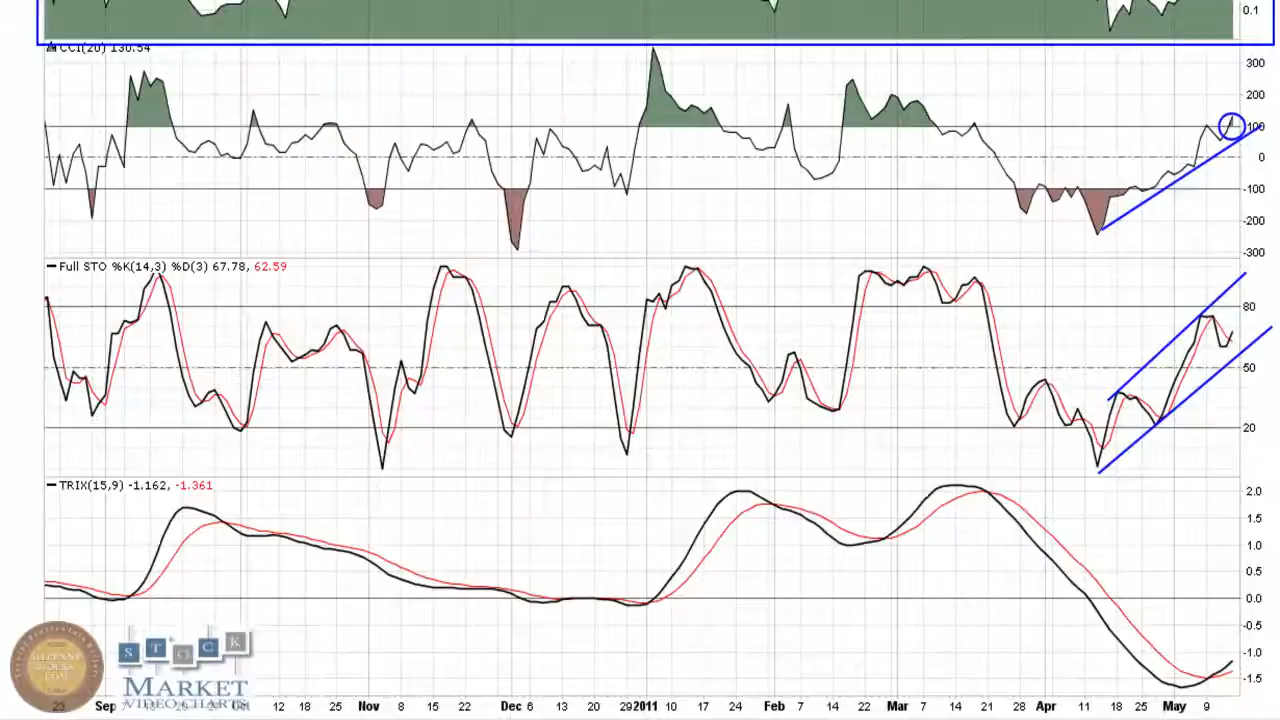 0.1
CCI(20) 130.54
300
200
100
0
-100
-200
-300
Full STO %K(14,3) %D(3) 67.78, 62.59
80
50
20
TRIX(15,9) -1.162, -1.361
2.0
1.5
1.0
0.5
0.0
-0.5
-1.0
-1.5
23 Sep 12 Oct 12 18 25 Nov 8 15 22 Dec 6 13 20 29 2011 10 18 24 Feb 7 14 22 Mar 7 14 21 28 Apr 11 18 25 May 9
STOCK
MARKET
VIDEO CHARTS